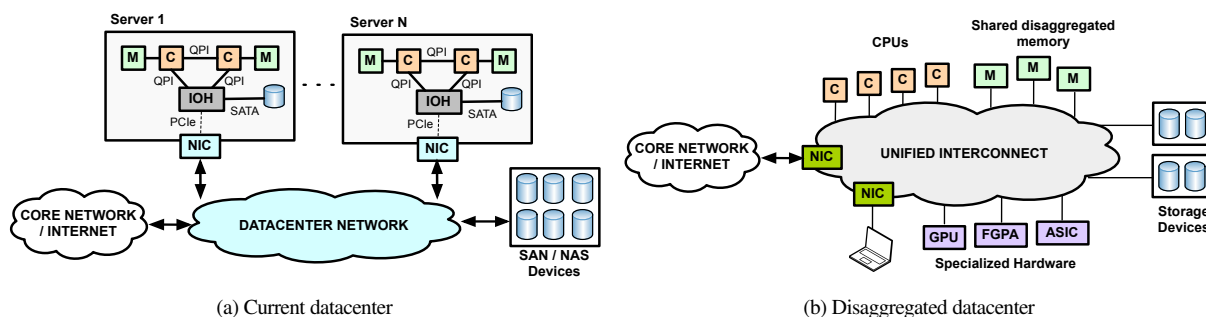 Server 1
QPI
M
C
C
M
QPI
QPI
IOH
SATA
PCIe
NIC
Server N
QPI
M
C
C
M
QPI
QPI
IOH
SATA
PCIe
NIC
CORE NETWORK
/ INTERNET
DATACENTER NETWORK
SAN / NAS
Devices
(a) Current datacenter
CPUs
Shared disaggregated
memory
C
C
C
C
M
M
M
CORE NETWORK
/ INTERNET
NIC
UNIFIED INTERCONNECT
NIC
GPU
FGPA
ASIC
Specialized Hardware
Storage
Devices
(b) Disaggregated datacenter